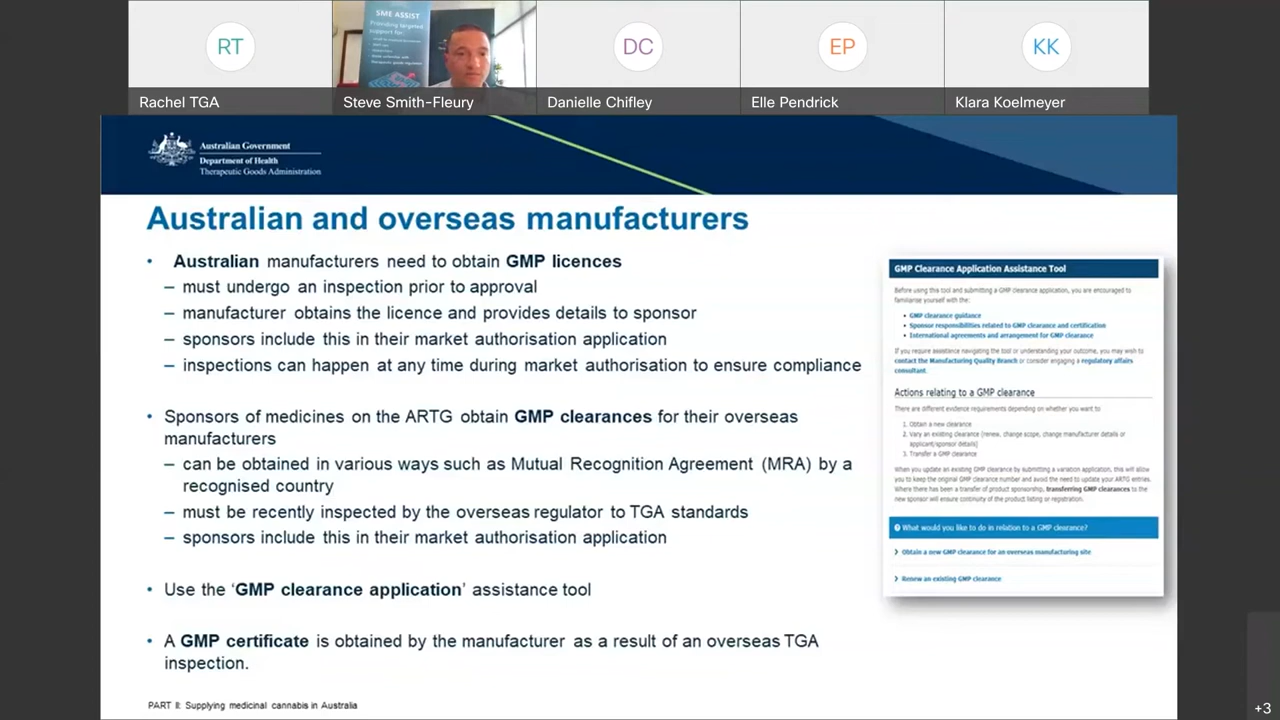 RT
SME ASSIST
Providing targeted
support for:
DC
EP
KK
Rachel TGA
Steve Smith-Fleury
Danielle Chifley
Elle Pendrick
Klara Koelmeyer
Australian Government
Department of Health
Therapeutic Goods Administration
Australian and overseas manufacturers
• Australian manufacturers need to obtain GMP licences
– must undergo an inspection prior to approval
– manufacturer obtains the licence and provides details to sponsor
– sponsors include this in their market authorisation application
– inspections can happen at any time during market authorisation to ensure compliance
• Sponsors of medicines on the ARTG obtain GMP clearances for their overseas
manufacturers
– can be obtained in various ways such as Mutual Recognition Agreement (MRA) by a
recognised country
– must be recently inspected by the overseas regulator to TGA standards
– sponsors include this in their market authorisation application
• Use the ‘GMP clearance application’ assistance tool
• A GMP certificate is obtained by the manufacturer as a result of an overseas TGA
inspection.
PART II: Supplying medicinal cannabis in Australia
GMP Clearance Application Assistance Tool
Before using this tool and submitting a GMP clearance application, you are encouraged to
familiarise yourself with the:
• GMP clearance guidance
• Sponsor responsibilities related to GMP clearance and certification
• International agreements and arrangement for GMP clearance
If you require assistance navigating the tool or understanding your outcome, you may wish to
contact the Manufacturing Quality Branch or consider engaging a regulatory affairs
consultant.
Actions relating to a GMP clearance
There are different evidence requirements depending on whether you want to:
1. Obtain a new clearance
2. Vary an existing clearance (renew, change scope, change manufacturer details or
applicant/sponsor details)
3. Transfer a GMP clearance
When you update an existing GMP clearance by submitting a variation application, this will allow
you to keep the original GMP clearance number and avoid the need to update your ARTG entries.
Where there has been a transfer of product sponsorship, transferring GMP clearances to the
new sponsor will ensure continuity of the product listing or registration.
What would you like to do in relation to a GMP clearance?
Obtain a new GMP clearance for an overseas manufacturing site
Renew an existing GMP clearance
+3